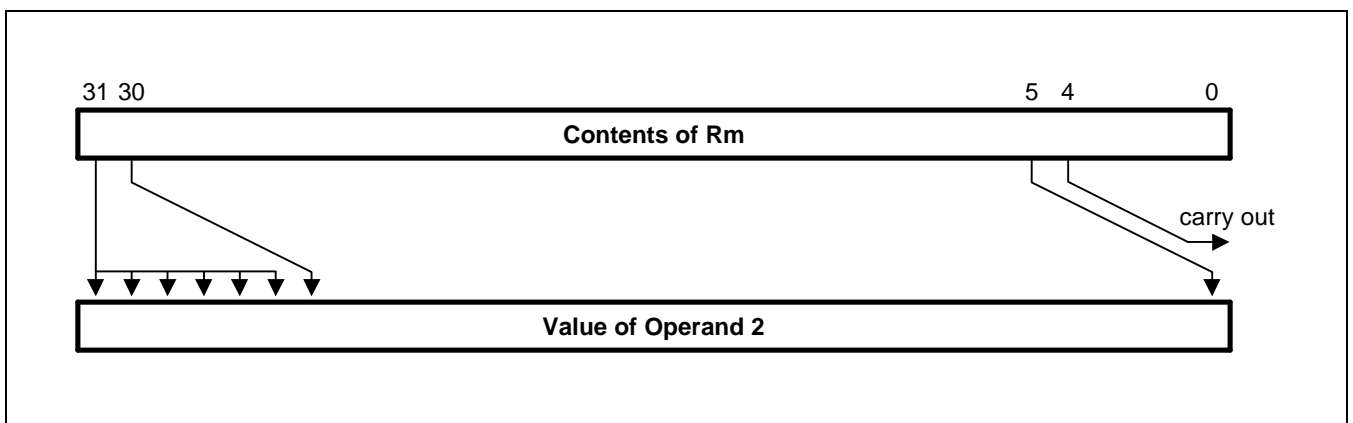 31 30 5 4 0
Contents of Rm
carry out
Value of Operand 2